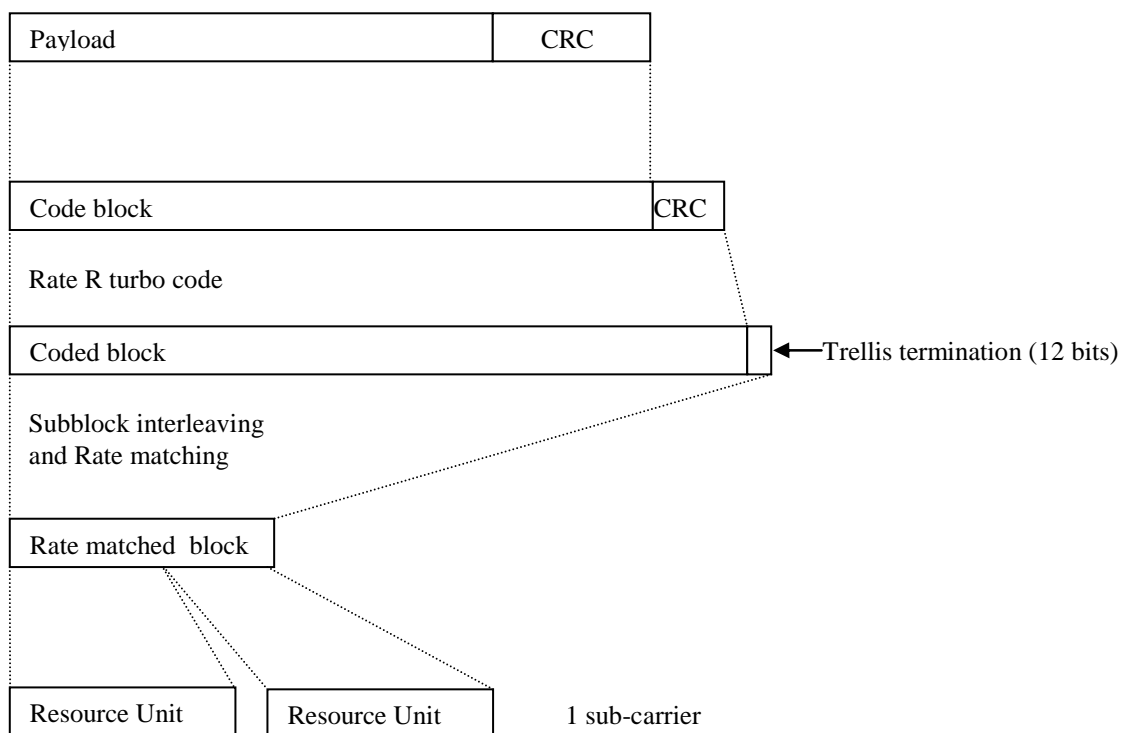 Payload CRC
Code block CRC
Rate R turbo code
Coded block Trellis termination (12 bits)
Subblock interleaving
and Rate matching
Rate matched block
Resource Unit Resource Unit 1 sub-carrier